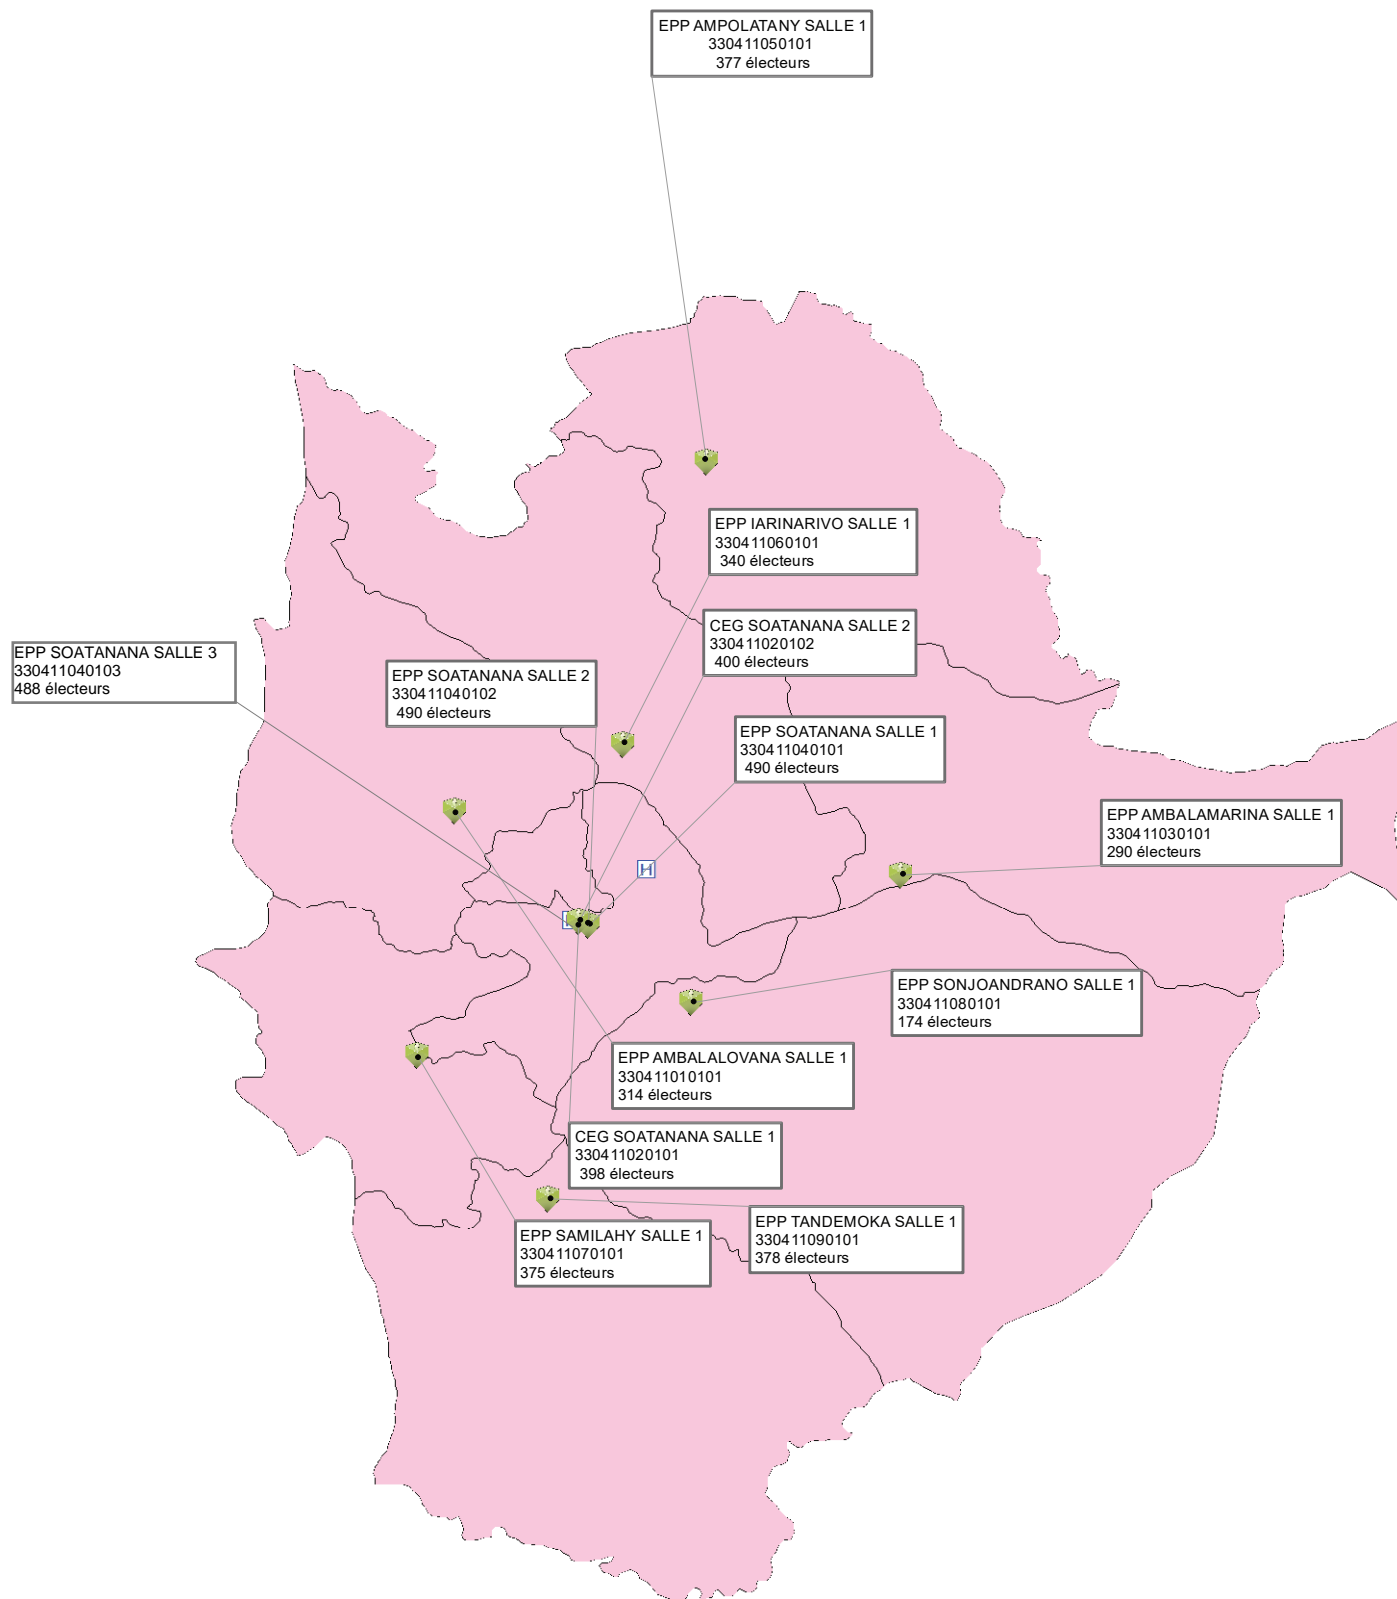 EPP AMPOLATANY SALLE 1
330411050101
377 électeurs
EPP IARINARIVO SALLE 1
330411060101
340 électeurs
CEG SOATANANA SALLE 2
330411020102
400 électeurs
EPP SOATANANA SALLE 3
330411040103
488 électeurs
EPP SOATANANA SALLE 2
330411040102
490 électeurs
EPP SOATANANA SALLE 1
330411040101
490 électeurs
EPP AMBALAMARINA SALLE 1
330411030101
290 électeurs
H
EPP SONJOANDRANO SALLE 1
330411080101
174 électeurs
EPP AMBALALOVANA SALLE 1
330411010101
314 électeurs
CEG SOATANANA SALLE 1
330411020101
398 électeurs
EPP TANDEMOKA SALLE 1
330411090101
378 électeurs
EPP SAMILAHY SALLE 1
330411070101
375 électeurs